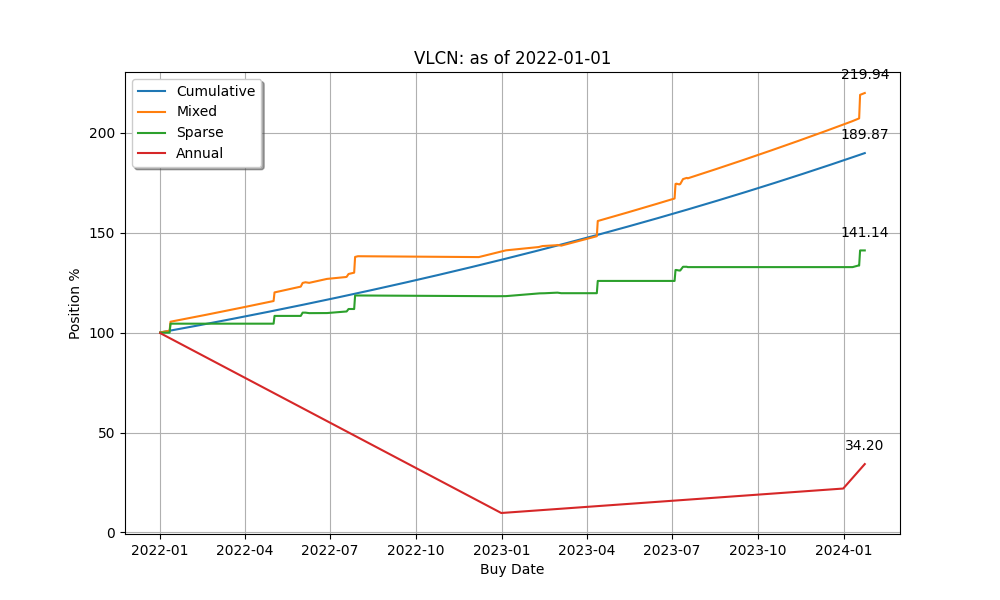 VLCN: as of 2022-01-01
219.94
Cumulative
Mixed
Sparse
Annual
189.87
141.14
34.20
200
150
100
50
0
Position %
2022-01
2022-04
2022-07
2022-10
2023-01
2023-04
2023-07
2023-10
2024-01
Buy Date